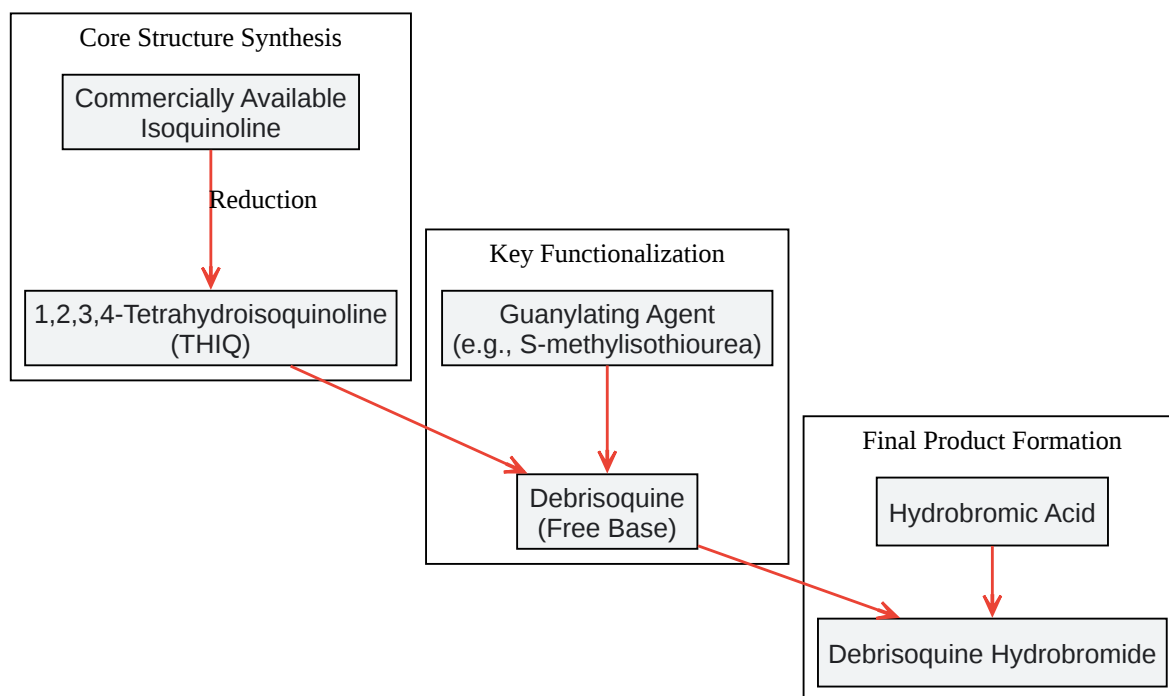 Core Structure Synthesis
Commercially Available
Isoquinoline
Reduction
1,2,3,4-Tetrahydroisoquinoline
(THIQ)
Key Functionalization
Guanylating Agent
(e.g., S-methylisothiourea)
Debrisoquine
(Free Base)
Final Product Formation
Hydrobromic Acid
Debrisoquine Hydrobromide